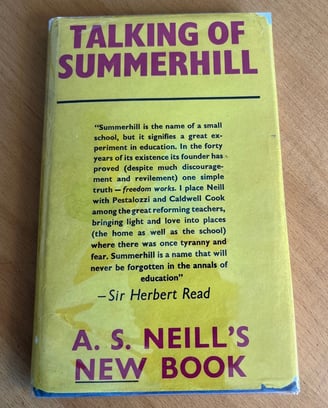 TALKING OF
SUMMERHILL
"Summerhill is the name of a small
school, but it signifies a great ex-
periment in education. In the forty
years of its existence its founder has
proved (despite much discourage-
ment and revilement) one simple
truth — freedom works. I place Neill
with Pestalozzi and Caldwell Cook
among the great reforming teachers,
bringing light and love into places
(the home as well as the school)
where there was once tyranny and
fear. Summerhill is a name that will
never be forgotten in the annals of
education"
—Sir Herbert Read
A. S. NEILL'S
NEW BOOK